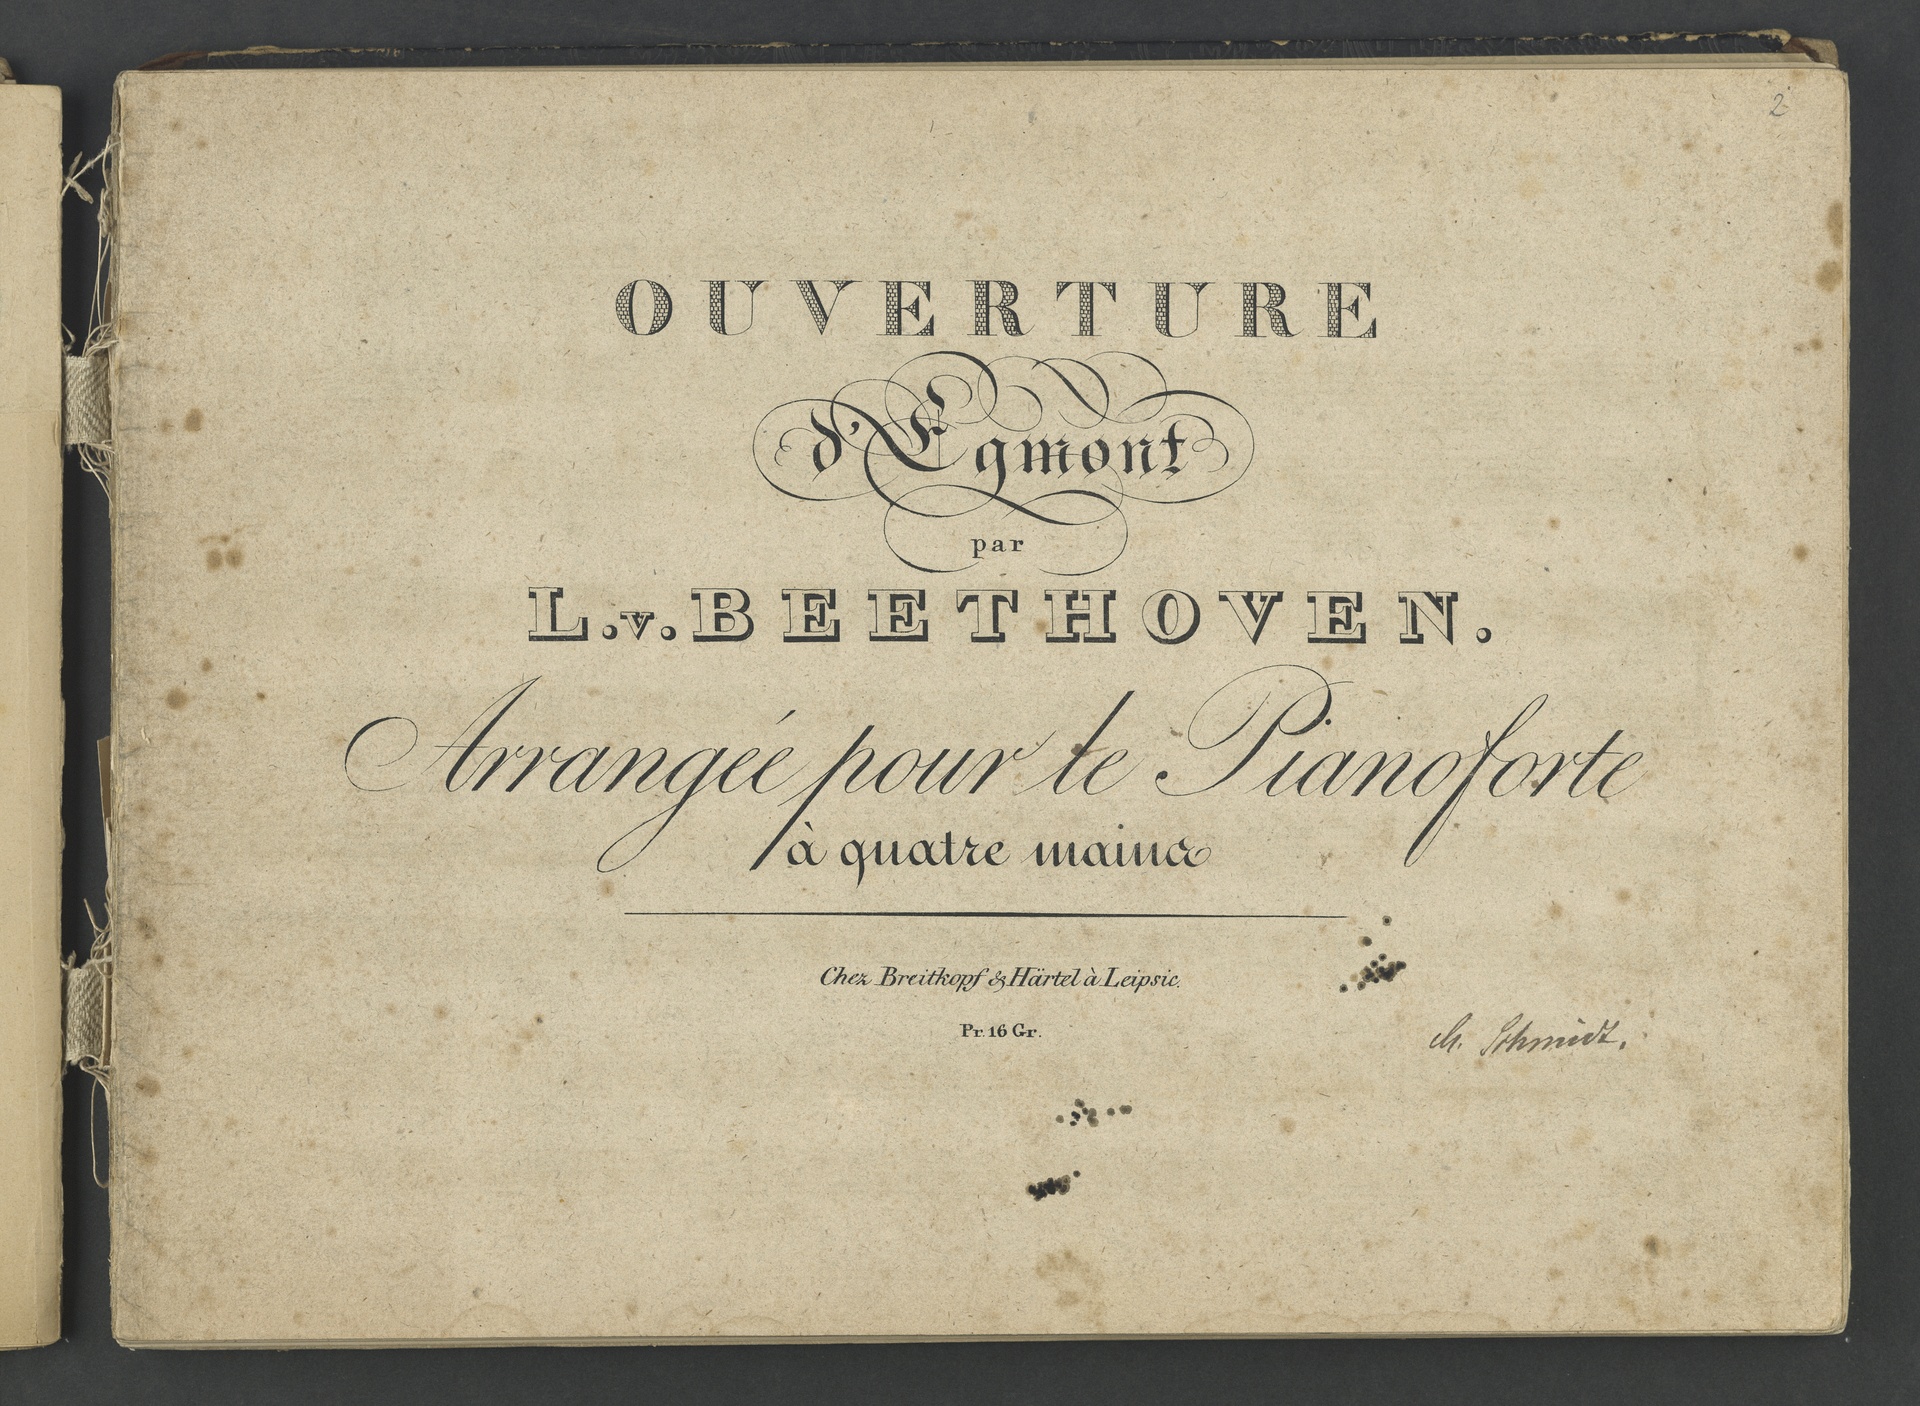 2
OUVERTURE
d'Egmont
par
L.v.BEETHOVEN.
Arrangée pour le Pianoforte
à quatre mains
Chez Breitkopf & Härtel à Leipsic.
Pr. 16 Gr.
Schmidt.